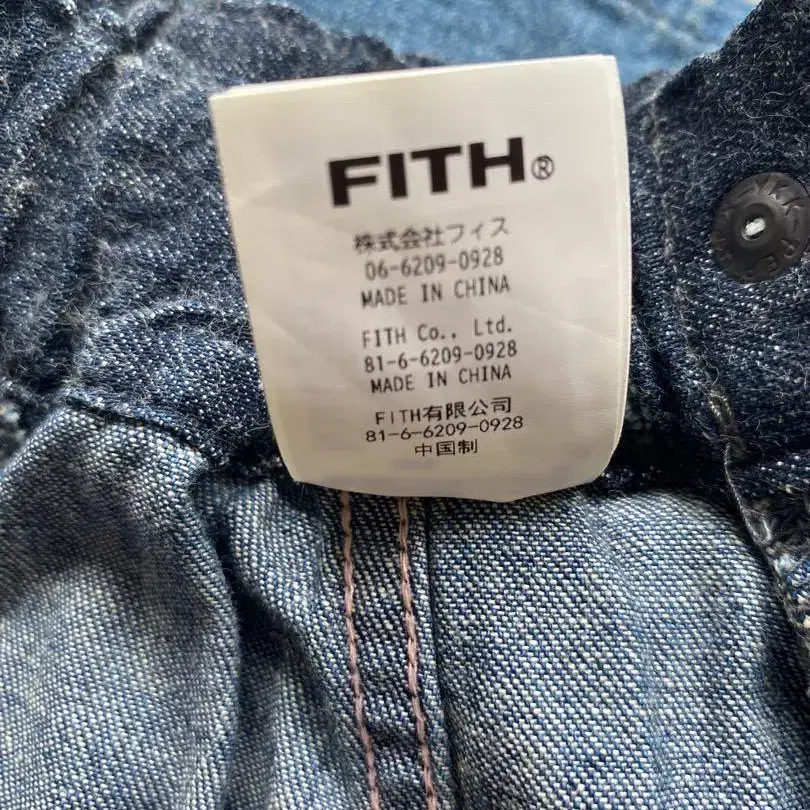 FITH®
株式会社フィス
06-6209-0928
MADE IN CHINA
FITH Co., Ltd.
81-6-6209-0928
MADE IN CHINA
FITH有限公司
81-6-6209-0928
中国制